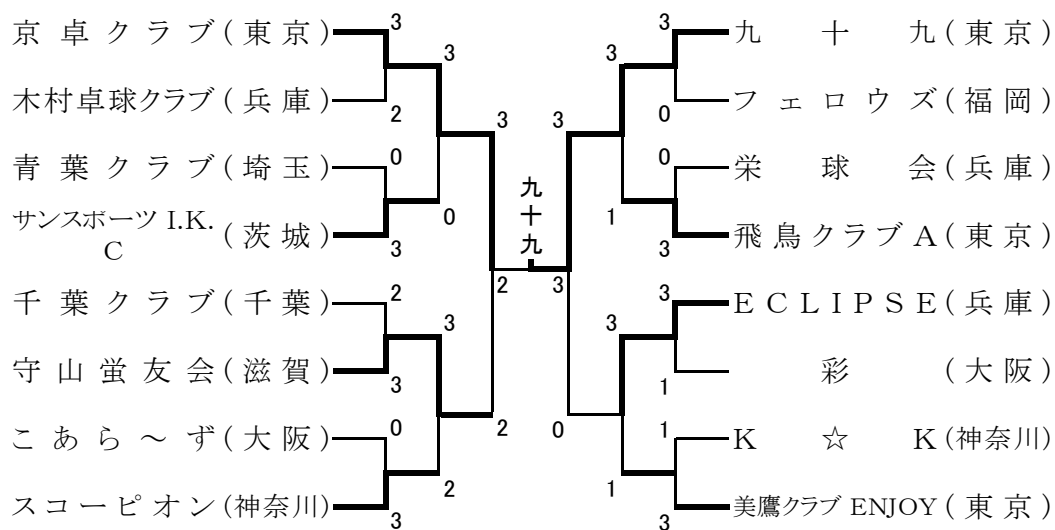 京卓クラブ(東京)
木村卓球クラブ(兵庫)
青葉クラブ(埼玉)
サンスポーツ I.K.
C
(茨城)
千葉クラブ(千葉)
守山蛍友会(滋賀)
こあら～ず(大阪)
スコーピオン(神奈川)
3
2
0
3
2
3
0
3
3
0
3
2
3
2
2
九十九
3
3
0
3
1
3
1
3
0
0
3
3
1
1
3
九十九(東京)
フェロウズ(福岡)
栄球会(兵庫)
飛鳥クラブA(東京)
ECLIPSE(兵庫)
彩(大阪)
K☆K(神奈川)
美鷹クラブ ENJOY(東京)